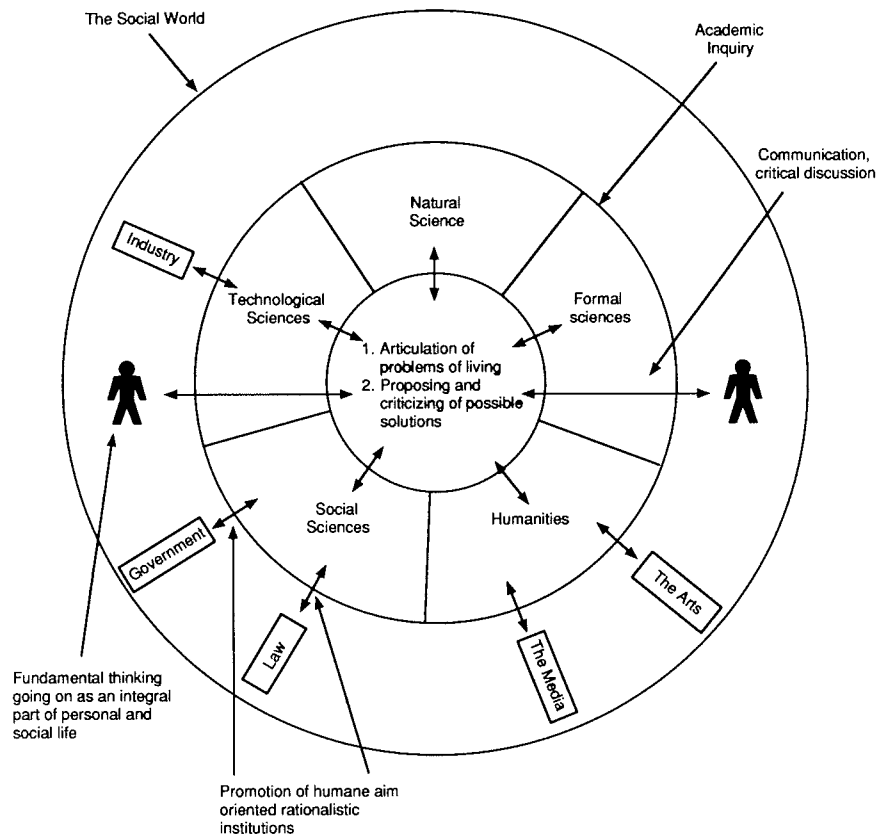 The Social World
Academic
Inquiry
Communication,
critical discussion
Natural
Science
Industry
Technological
Sciences
Formal
sciences
1. Articulation of
problems of living
2. Proposing and
criticizing of possible
solutions
Social
Sciences
Humanities
Government
Law
The Media
The Arts
Fundamental thinking
going on as an integral
part of personal and
social life
Promotion of humane aim
oriented rationalistic
institutions